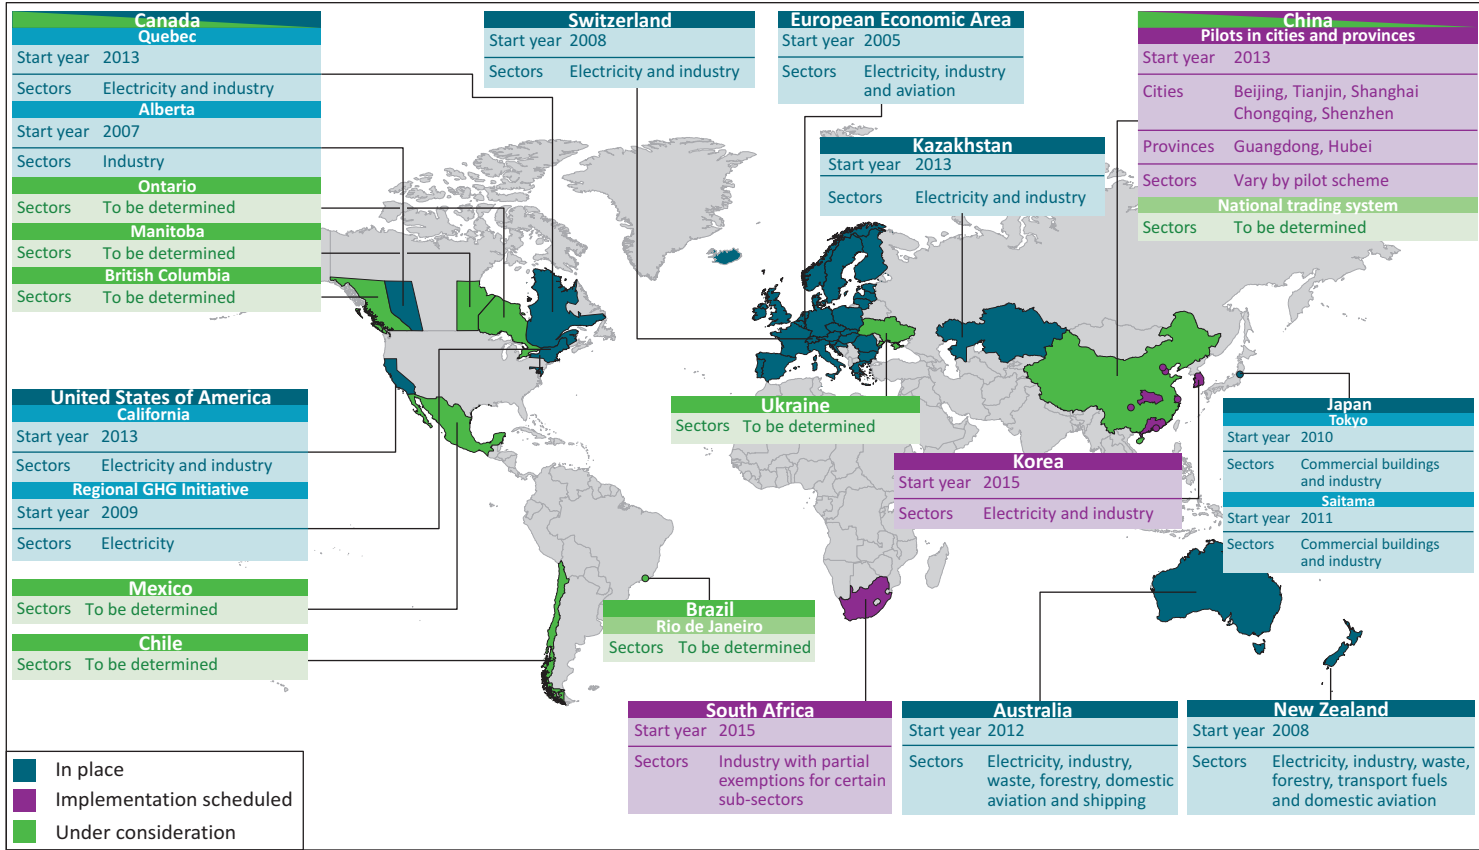 Canada
Quebec
Start year 2013
Sectors Electricity and industry
Alberta
Start year 2007
Sectors Industry
Ontario
Sectors To be determined
Manitoba
Sectors To be determined
British Columbia
Sectors To be determined
Switzerland
Start year 2008
Sectors Electricity and industry
European Economic Area
Start year 2005
Sectors Electricity, industry
and aviation
Kazakhstan
Start year 2013
Sectors Electricity and industry
China
Pilots in cities and provinces
Start year 2013
Cities Beijing, Tianjin, Shanghai
Chongqing, Shenzhen
Provinces Guangdong, Hubei
Sectors Vary by pilot scheme
National trading system
Sectors To be determined
United States of America
California
Start year 2013
Sectors Electricity and industry
Regional GHG Initiative
Start year 2009
Sectors Electricity
Mexico
Sectors To be determined
Chile
Sectors To be determined
Ukraine
Sectors To be determined
Korea
Start year 2015
Sectors Electricity and industry
Japan
Tokyo
Start year 2010
Sectors Commercial buildings
and industry
Saitama
Start year 2011
Sectors Commercial buildings
and industry
Brazil
Rio de Janeiro
Sectors To be determined
South Africa
Start year 2015
Sectors Industry with partial
exemptions for certain
sub-sectors
Australia
Start year 2012
Sectors Electricity, industry,
waste, forestry, domestic
aviation and shipping
New Zealand
Start year 2008
Sectors Electricity, industry, waste,
forestry, transport fuels
and domestic aviation
In place
Implementation scheduled
Under consideration